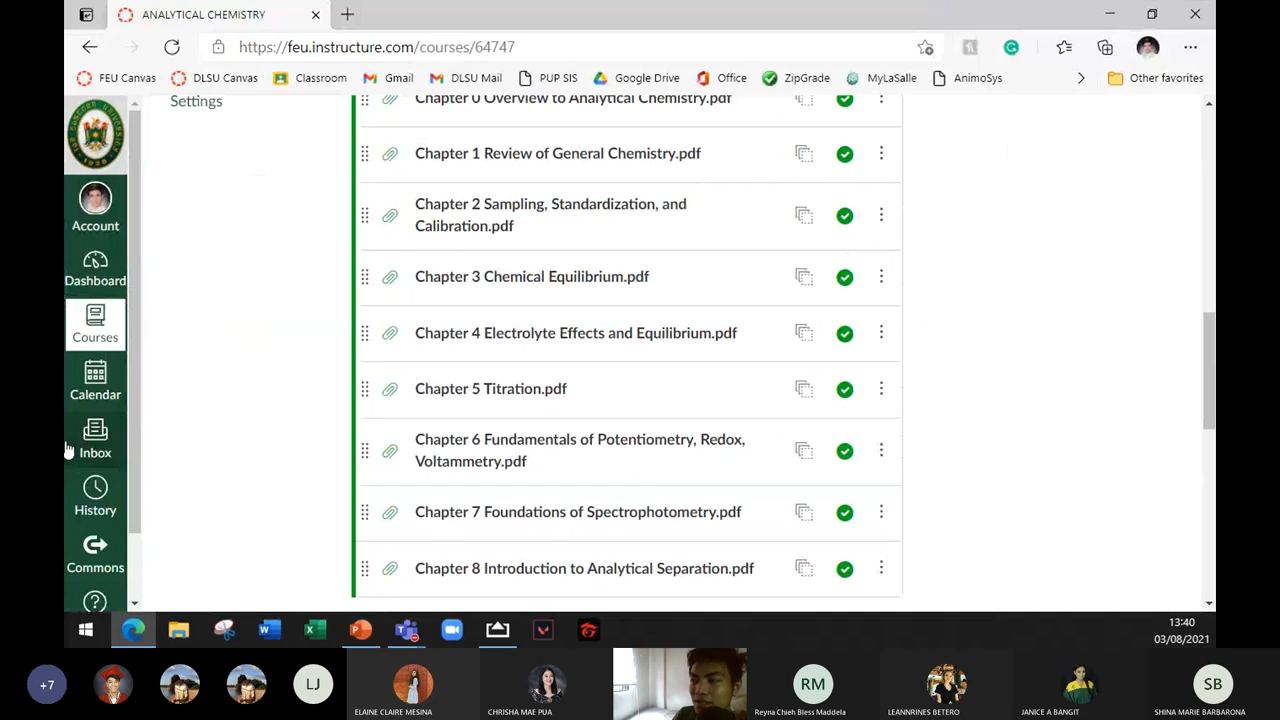 ANALYTICAL CHEMISTRY
https://feu.instructure.com/courses/64747
FEU Canvas
DLSU Canvas
Classroom
Gmail
DLSU Mail
PUP SIS
Google Drive
Office
ZipGrade
MyLaSalle
AnimoSys
Other favorites
Settings
Account
Dashboard
Courses
Calendar
Inbox
History
Commons
Chapter 0 Overview to Analytical Chemistry.pdf
Chapter 1 Review of General Chemistry.pdf
Chapter 2 Sampling, Standardization, and
Calibration.pdf
Chapter 3 Chemical Equilibrium.pdf
Chapter 4 Electrolyte Effects and Equilibrium.pdf
Chapter 5 Titration.pdf
Chapter 6 Fundamentals of Potentiometry, Redox,
Voltammetry.pdf
Chapter 7 Foundations of Spectrophotometry.pdf
Chapter 8 Introduction to Analytical Separation.pdf
13:40
03/08/2021
+7
LJ
ELAINE CLAIRE MESINA
CHRISHA MAE PUA
RM
Reyna Chieh Bless Maddela
LEANNRINES BETERO
JANICE A BANGIT
SB
SHINA MARIE BARBARONA